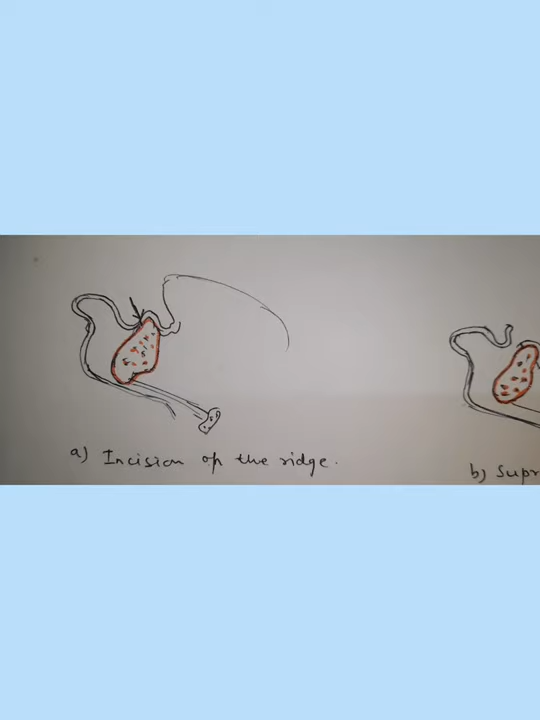 a) Incision of the ridge.
b) Supr